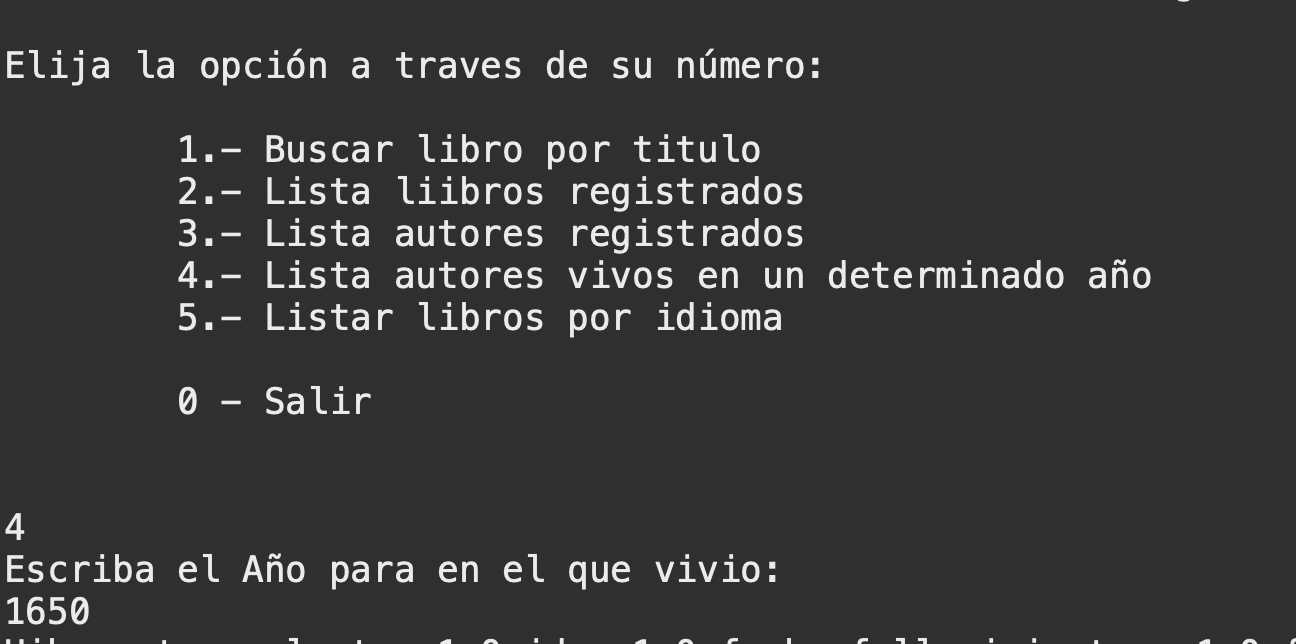 Elija la opción a traves de su número:
1.- Buscar libro por titulo
2.- Lista liibros registrados
3.- Lista autores registrados
4.- Lista autores vivos en un determinado año
5.- Listar libros por idioma
0 - Salir
4
Escriba el Año para en el que vivio:
1650